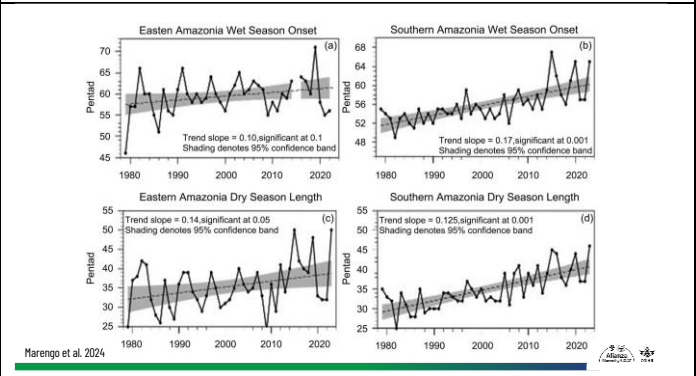 Easten Amazonia Wet Season Onset
(a)
Pentad
70
65
60
55
50
45
Trend slope = 0.10,significant at 0.1
Shading denotes 95% confidence band
1980 1990 2000 2010 2020
Southern Amazonia Wet Season Onset
(b)
Pentad
68
64
60
56
52
48
Trend slope = 0.17,significant at 0.001
Shading denotes 95% confidence band
1980 1990 2000 2010 2020
Eastern Amazonia Dry Season Length
(c)
Pentad
55
50
45
40
35
30
25
Trend slope = 0.14,significant at 0.05
Shading denotes 95% confidence band
1980 1990 2000 2010 2020
Southern Amazonia Dry Season Length
(d)
Pentad
55
50
45
40
35
30
25
Trend slope = 0.125,significant at 0.001
Shading denotes 95% confidence band
1980 1990 2000 2010 2020
Marengo et al. 2024
Alianza
CGIAR